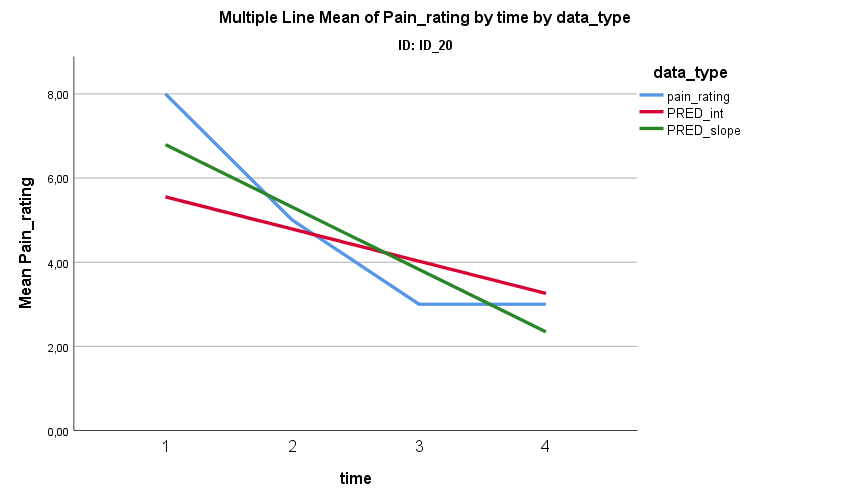 Multiple Line Mean of Pain_rating by time by data_type
ID: ID_20
data_type
pain_rating
PRED_int
PRED_slope
Mean Pain_rating
8,00
6,00
4,00
2,00
0,00
1 2 3 4
time